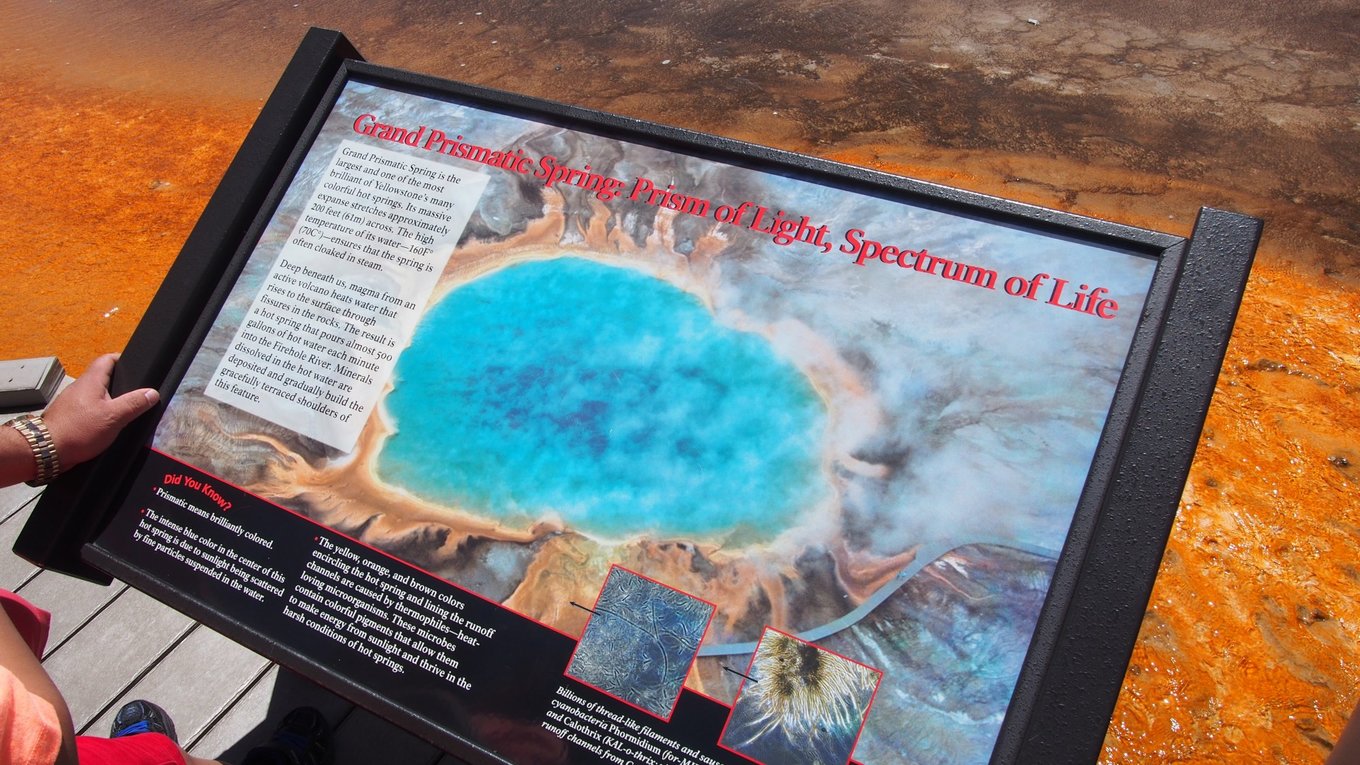 Grand Prismatic Spring: Prism of Light, Spectrum of Life
Grand Prismatic Spring is the
largest and one of the most
brilliant of Yellowstone's many
colorful hot springs. Its massive
expanse stretches approximately
200 feet (61m) across. The high
temperature of its water—160F°
(70C°)—ensures that the spring is
often cloaked in steam.
Deep beneath us, magma from an
active volcano heats water that
rises to the surface through
fissures in the rocks. The result is
a hot spring that pours almost 500
gallons of hot water each minute
into the Firehole River. Minerals
dissolved in the hot water are
deposited and gradually build the
gracefully terraced shoulders of
this feature.
Did You Know?
• Prismatic means brilliantly colored.
• The intense blue color in the center of this
hot spring is due to sunlight being scattered
by fine particles suspended in the water.
• The yellow, orange, and brown colors
encircling the hot spring and lining the runoff
channels are caused by thermophiles—heat-
loving microorganisms. These microbes
contain colorful pigments that allow them
to make energy from sunlight and thrive in the
harsh conditions of hot springs.
Billions of thread-like filaments and
cyanobacteria Phormidium (for-
and Calothrix (KAL-o-thrix
runoff channels from